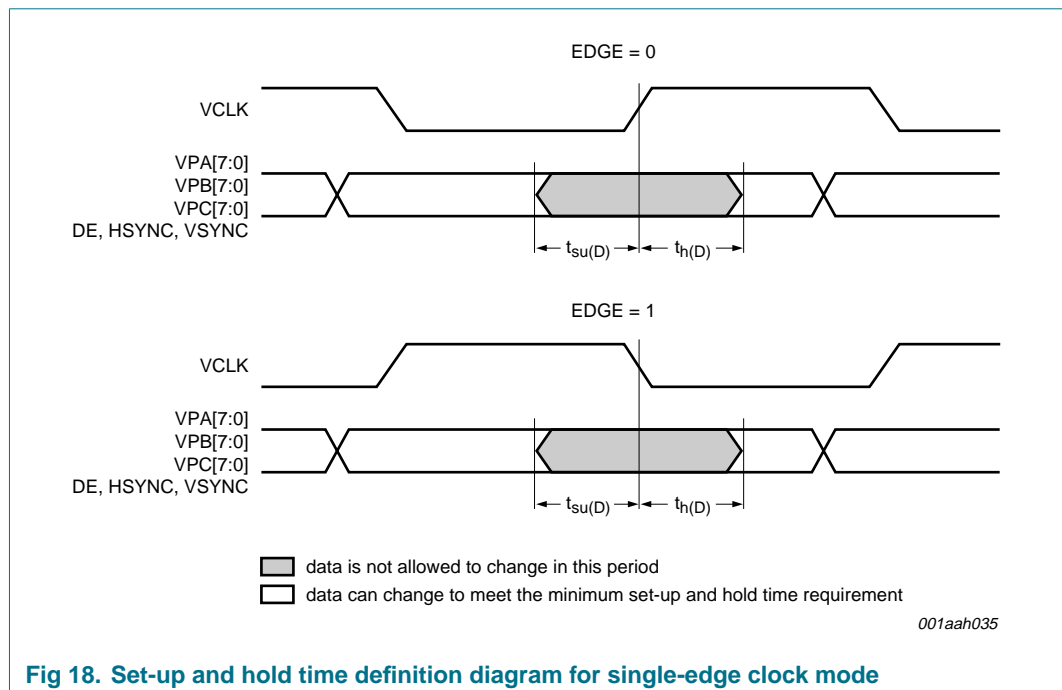 EDGE = 0
VCLK
VPA[7:0]
VPB[7:0]
VPC[7:0]
DE, HSYNC, VSYNC
tsu(D) th(D)
EDGE = 1
VCLK
VPA[7:0]
VPB[7:0]
VPC[7:0]
DE, HSYNC, VSYNC
tsu(D) th(D)
data is not allowed to change in this period
data can change to meet the minimum set-up and hold time requirement
001aah035
Fig 18. Set-up and hold time definition diagram for single-edge clock mode